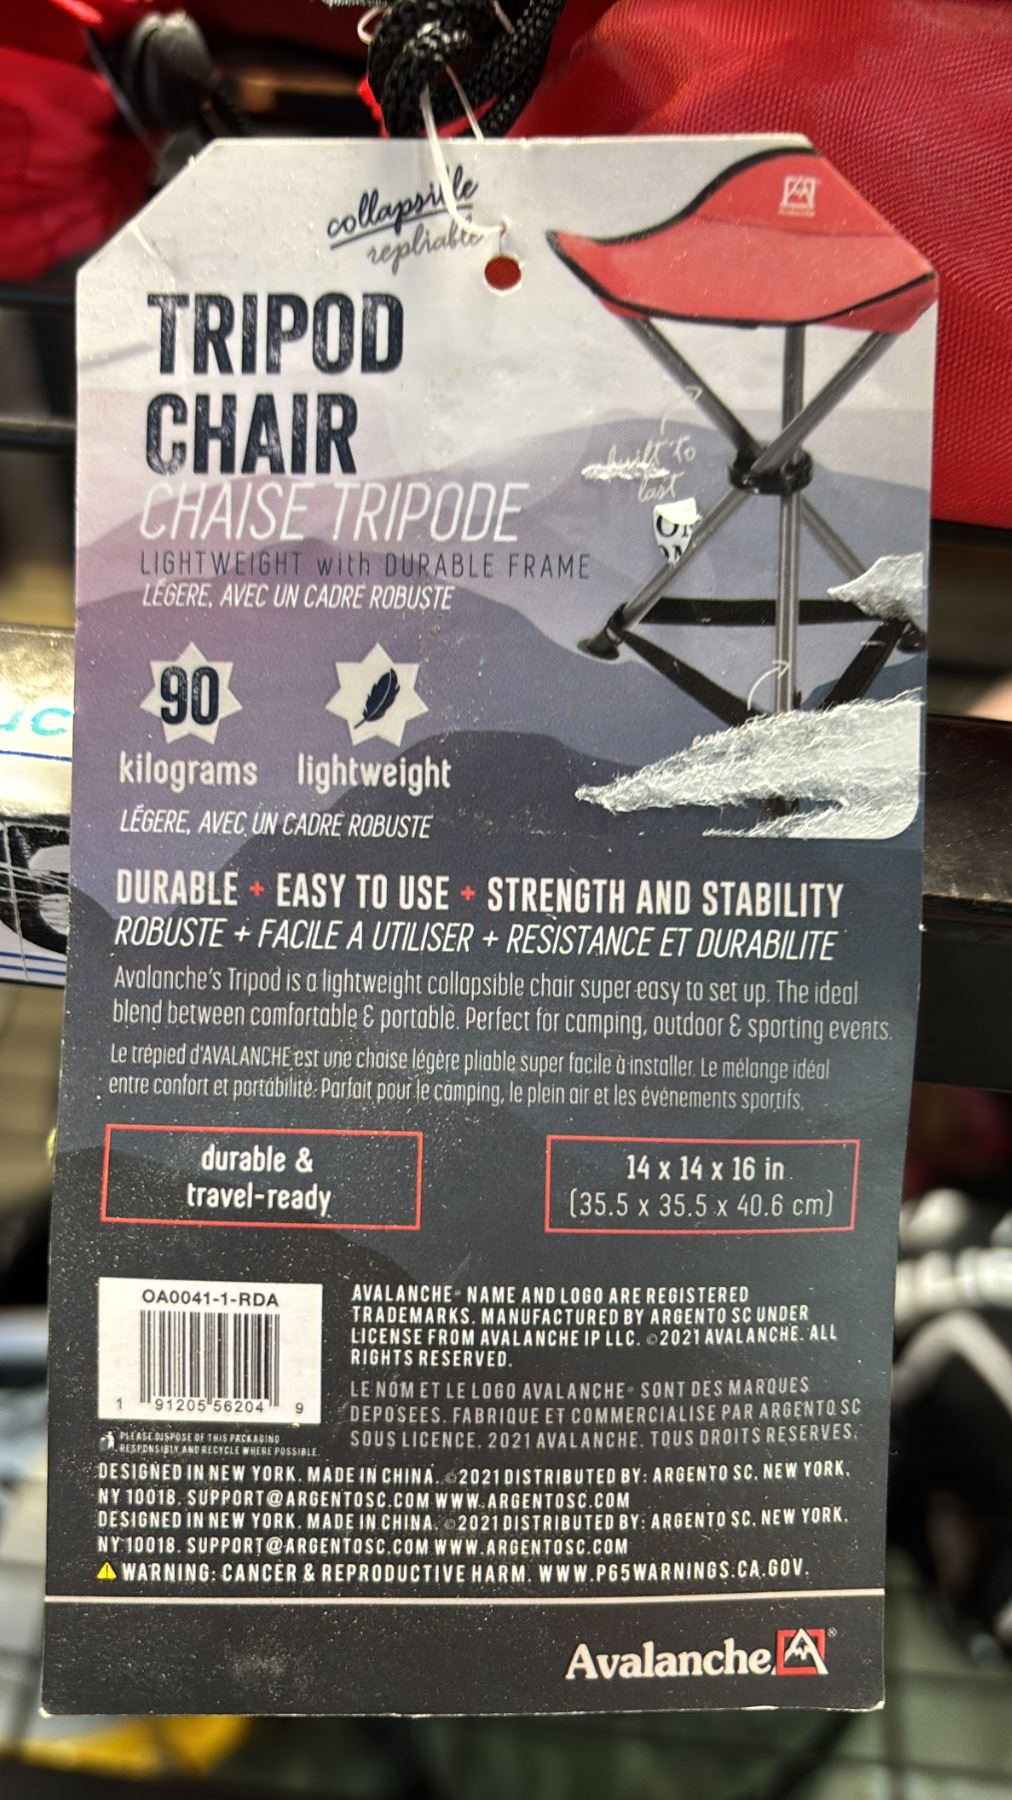 collapsible
repliable
Avalanche
TRIPOD
CHAIR
CHAISE TRIPODE
LIGHTWEIGHT with DURABLE FRAME
LÉGERE, AVEC UN CADRE ROBUSTE
built to
last
90
kilograms
lightweight
LÉGERE, AVEC UN CADRE ROBUSTE
DURABLE + EASY TO USE + STRENGTH AND STABILITY
ROBUSTE + FACILE A UTILISER + RESISTANCE ET DURABILITE
Avalanche's Tripod is a lightweight collapsible chair super easy to set up. The ideal
blend between comfortable & portable. Perfect for camping, outdoor & sporting events.
Le trépied d'AVALANCHE est une chaise légère pliable super facile à installer. Le mélange idéal
entre confort et portabilité. Parfait pour le camping, le plein air et les événements sportifs.
durable &
travel-ready
14 x 14 x 16 in
(35.5 x 35.5 x 40.6 cm)
OA0041-1-RDA
1 91205 56204 9
PLEASE DISPOSE OF THIS PACKAGING
RESPONSIBLY AND RECYCLE WHERE POSSIBLE.
AVALANCHE® NAME AND LOGO ARE REGISTERED
TRADEMARKS. MANUFACTURED BY ARGENTO SC UNDER
LICENSE FROM AVALANCHE IP LLC. ©2021 AVALANCHE. ALL
RIGHTS RESERVED.
LE NOM ET LE LOGO AVALANCHE® SONT DES MARQUES
DEPOSEES. FABRIQUE ET COMMERCIALISE PAR ARGENTO SC
SOUS LICENCE. 2021 AVALANCHE. TOUS DROITS RESERVES.
DESIGNED IN NEW YORK. MADE IN CHINA. ©2021 DISTRIBUTED BY: ARGENTO SC, NEW YORK,
NY 10018. SUPPORT@ARGENTOSC.COM WWW.ARGENTOSC.COM
DESIGNED IN NEW YORK. MADE IN CHINA. ©2021 DISTRIBUTED BY: ARGENTO SC, NEW YORK,
NY 10018. SUPPORT@ARGENTOSC.COM WWW.ARGENTOSC.COM
⚠ WARNING: CANCER & REPRODUCTIVE HARM. WWW.P65WARNINGS.CA.GOV.
Avalanche®